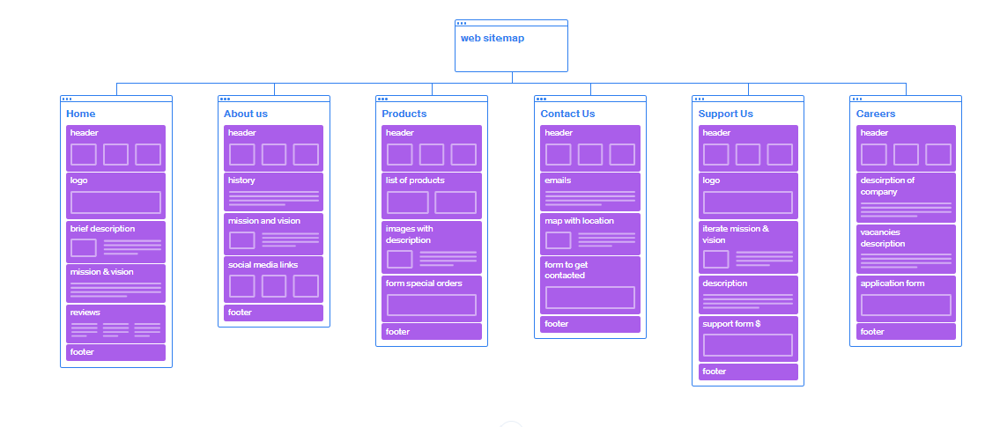 web sitemap
Home
header
logo
brief description
mission & vision
reviews
footer
About us
header
history
mission and vision
social media links
footer
Products
header
list of products
images with
description
form special orders
footer
Contact Us
header
emails
map with location
form to get
contacted
footer
Support Us
header
logo
iterate mission &
vision
description
support form $
footer
Careers
header
descirption of
company
vacancies
description
application form
footer